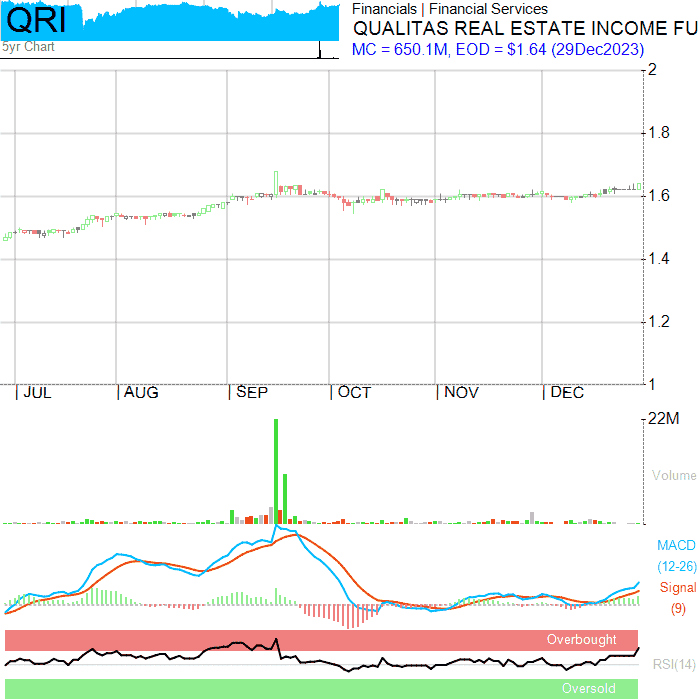 QRI
5yr Chart
Financials | Financial Services
QUALITAS REAL ESTATE INCOME FU
MC = 650.1M, EOD = $1.64 (29Dec2023)
2
1.8
1.6
1.4
1.2
1
JUL AUG SEP OCT NOV DEC
22M
Volume
MACD
(12-26)
Signal
(9)
Overbought
RSI(14)
Oversold